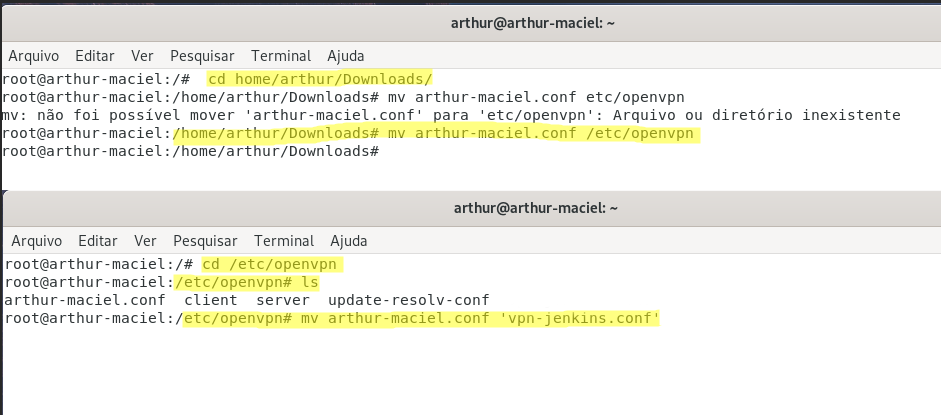 arthur@arthur-maciel: ~
Arquivo Editar Ver Pesquisar Terminal Ajuda
root@arthur-maciel:/#  cd home/arthur/Downloads/
root@arthur-maciel:/home/arthur/Downloads# mv arthur-maciel.conf etc/openvpn
mv: não foi possível mover 'arthur-maciel.conf' para 'etc/openvpn': Arquivo ou diretório inexistente
root@arthur-maciel:/home/arthur/Downloads# mv arthur-maciel.conf /etc/openvpn
root@arthur-maciel:/home/arthur/Downloads#
arthur@arthur-maciel: ~
Arquivo Editar Ver Pesquisar Terminal Ajuda
root@arthur-maciel:/# cd /etc/openvpn
root@arthur-maciel:/etc/openvpn# ls
arthur-maciel.conf  client  server  update-resolv-conf
root@arthur-maciel:/etc/openvpn# mv arthur-maciel.conf 'vpn-jenkins.conf'